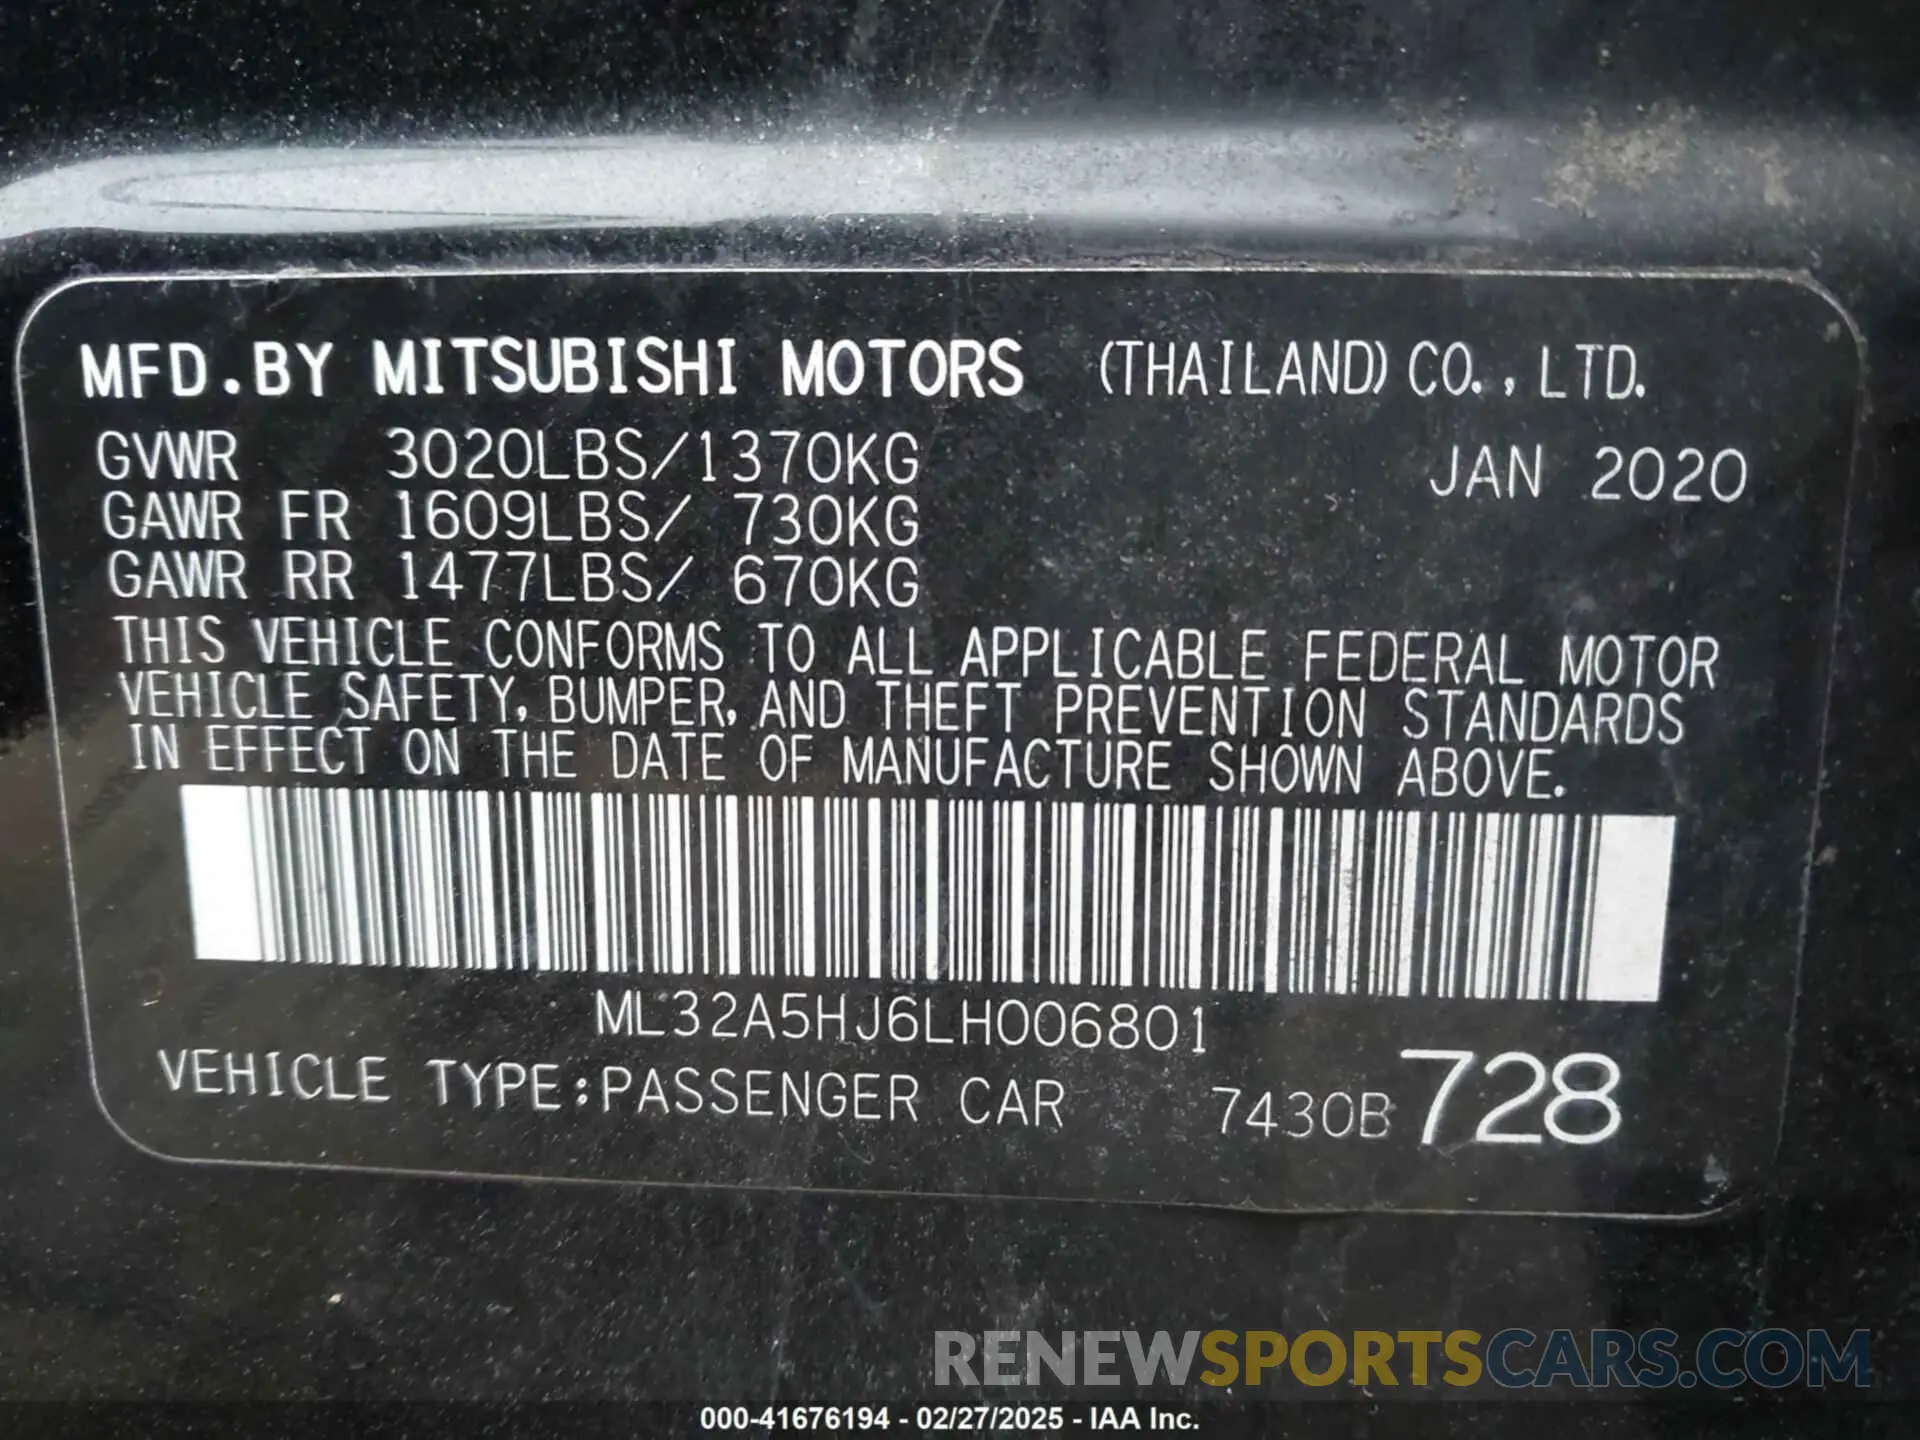 MFD.BY MITSUBISHI MOTORS (THAILAND) CO., LTD.
GVWR 3020LBS/1370KG JAN 2020
GAWR FR 1609LBS/ 730KG
GAWR RR 1477LBS/ 670KG
THIS VEHICLE CONFORMS TO ALL APPLICABLE FEDERAL MOTOR
VEHICLE SAFETY, BUMPER, AND THEFT PREVENTION STANDARDS
IN EFFECT ON THE DATE OF MANUFACTURE SHOWN ABOVE.
ML32A5HJ6LH006801
VEHICLE TYPE:PASSENGER CAR 7430B 728
RENEWSPORTSCARS.COM
000-41676194 - 02/27/2025 - IAA Inc.